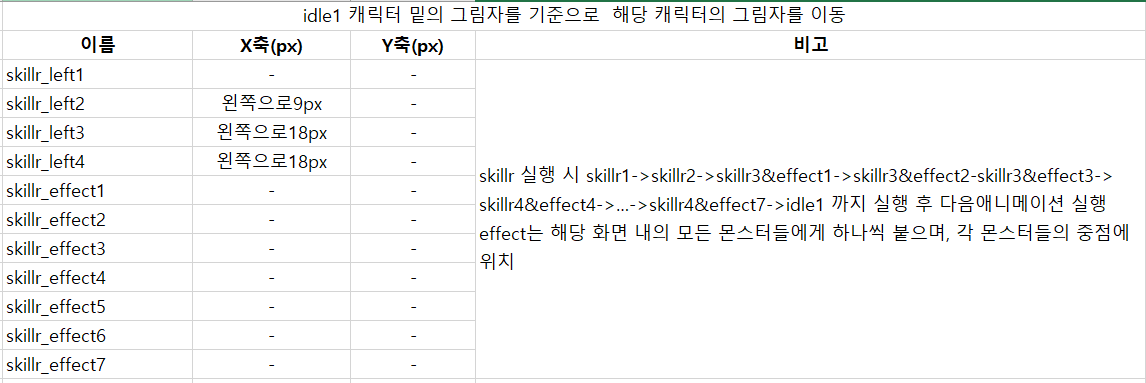 idle1 캐릭터 밑의 그림자를 기준으로  해당 캐릭터의 그림자를 이동
이름 X축(px) Y축(px) 비고
skillr_left1 - -
skillr_left2 왼쪽으로9px -
skillr_left3 왼쪽으로18px -
skillr_left4 왼쪽으로18px -
skillr_effect1 - -
skillr_effect2 - -
skillr_effect3 - -
skillr_effect4 - -
skillr_effect5 - -
skillr_effect6 - -
skillr_effect7 - -
skillr 실행 시 skillr1->skillr2->skillr3&effect1->skillr3&effect2-skillr3&effect3->
skillr4&effect4->...->skillr4&effect7->idle1 까지 실행 후 다음애니메이션 실행
effect는 해당 화면 내의 모든 몬스터들에게 하나씩 붙으며, 각 몬스터들의 중점에
위치